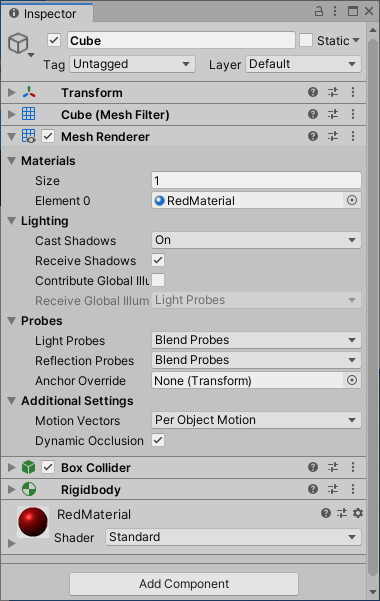 Inspector
Cube Static
Tag Untagged Layer Default
Transform
Cube (Mesh Filter)
Mesh Renderer
Materials
Size 1
Element 0 RedMaterial
Lighting
Cast Shadows On
Receive Shadows
Contribute Global Illu
Receive Global Illum Light Probes
Probes
Light Probes Blend Probes
Reflection Probes Blend Probes
Anchor Override None (Transform)
Additional Settings
Motion Vectors Per Object Motion
Dynamic Occlusion
Box Collider
Rigidbody
RedMaterial
Shader Standard
Add Component